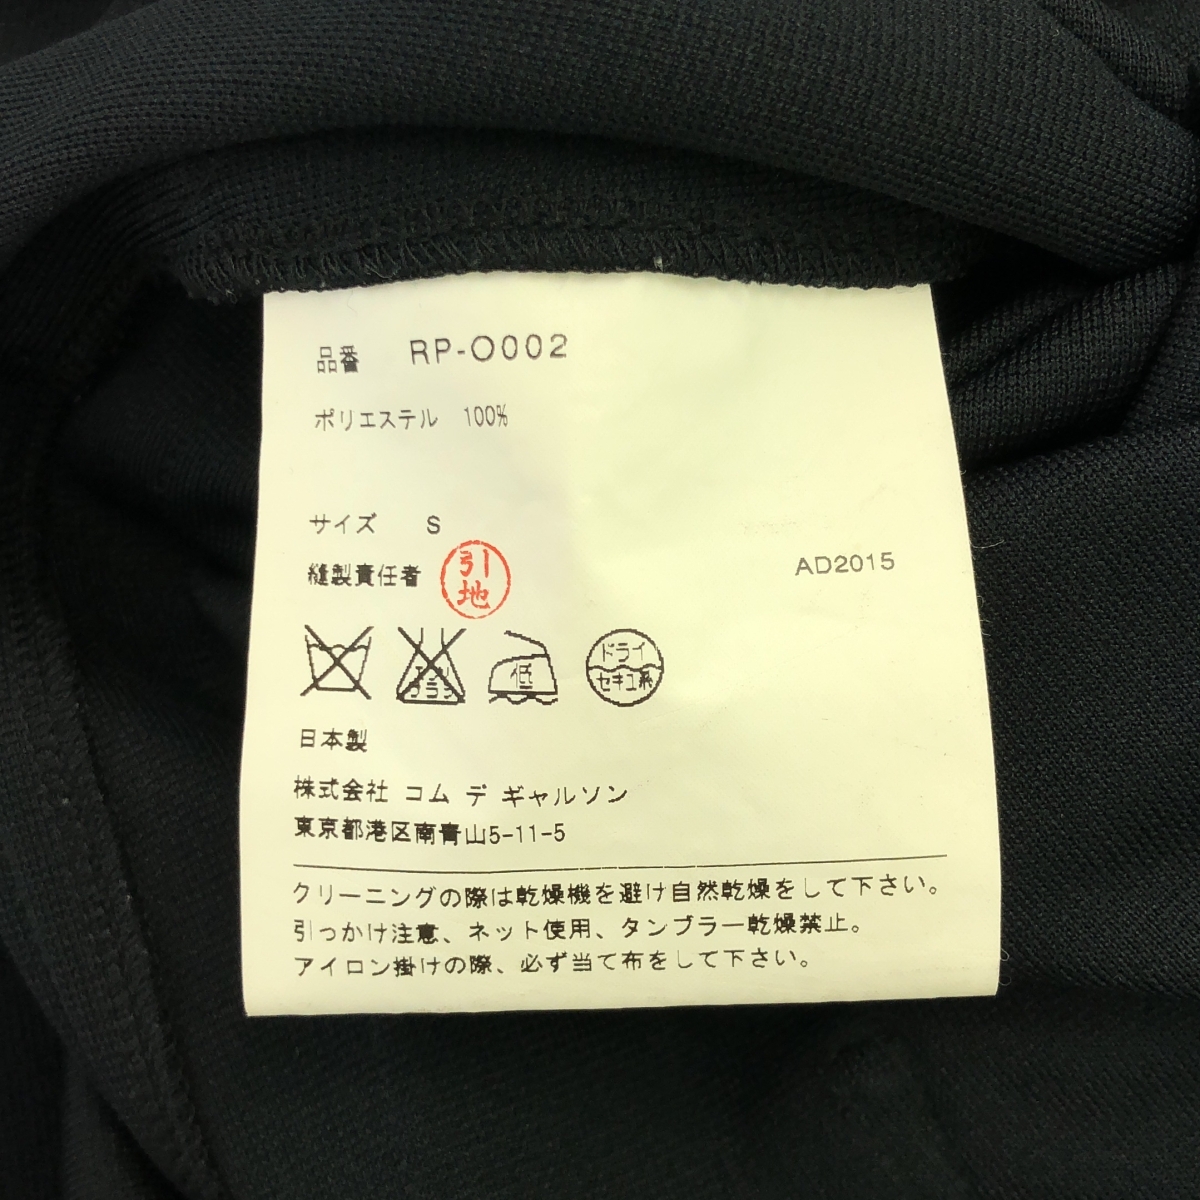 品番 RP-O002
ポリエステル 100%
サイズ S
縫製責任者 引地
AD2015
低
ドライ
セキユ系
日本製
株式会社 コム デ ギャルソン
東京都港区南青山5-11-5
クリーニングの際は乾燥機を避け自然乾燥をして下さい。
引っかけ注意、ネット使用、タンブラー乾燥禁止。
アイロン掛けの際、必ず当て布をして下さい。